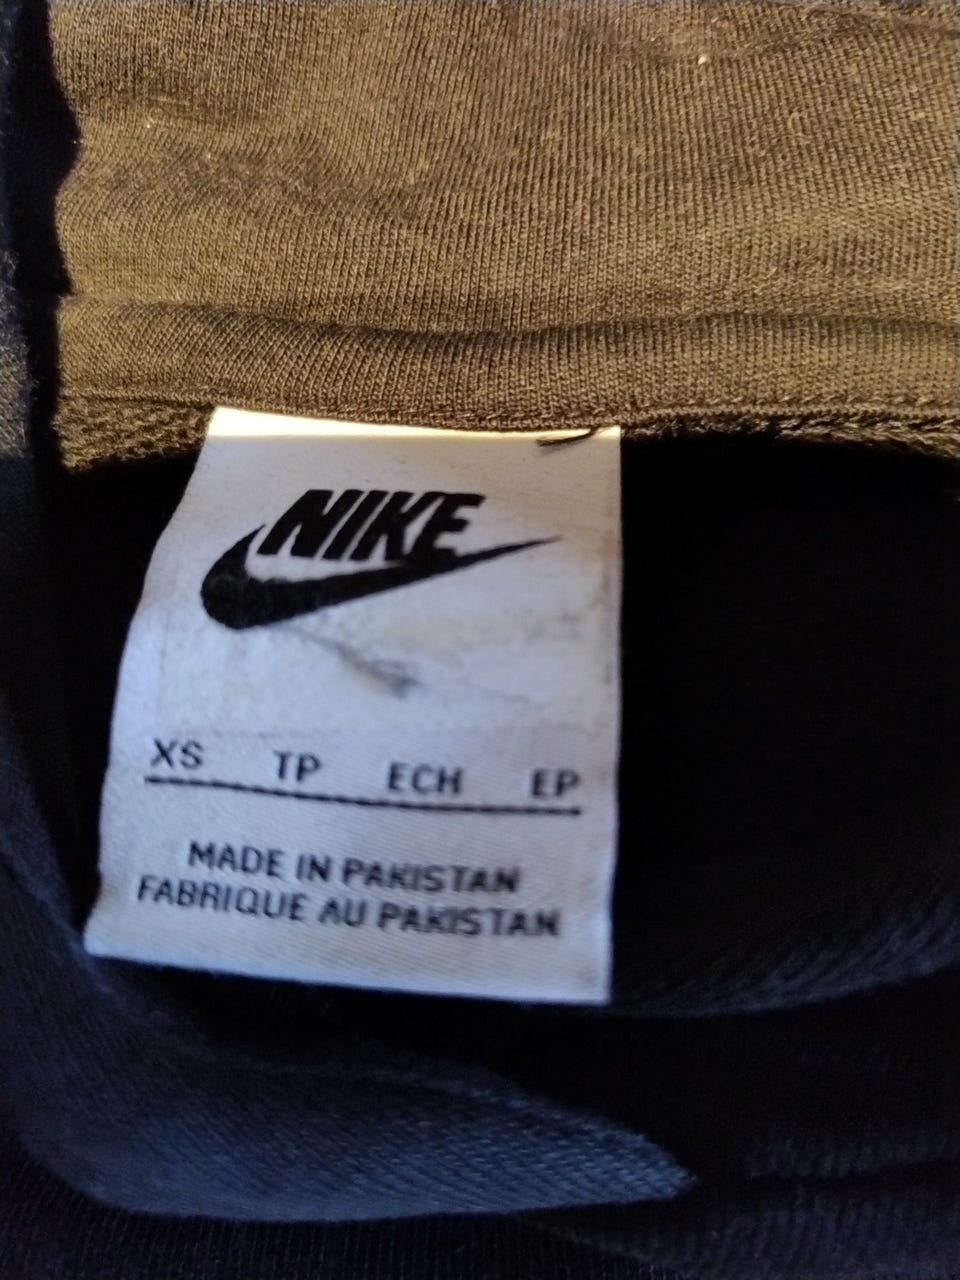 NIKE
XS TP ECH EP
MADE IN PAKISTAN
FABRIQUE AU PAKISTAN